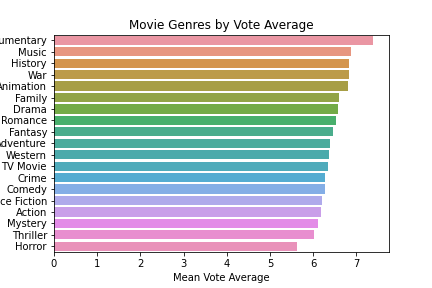 Movie Genres by Vote Average
umentary
Music
History
War
Animation
Family
Drama
Romance
Fantasy
dventure
Western
TV Movie
Crime
Comedy
ce Fiction
Action
Mystery
Thriller
Horror
0 1 2 3 4 5 6 7
Mean Vote Average